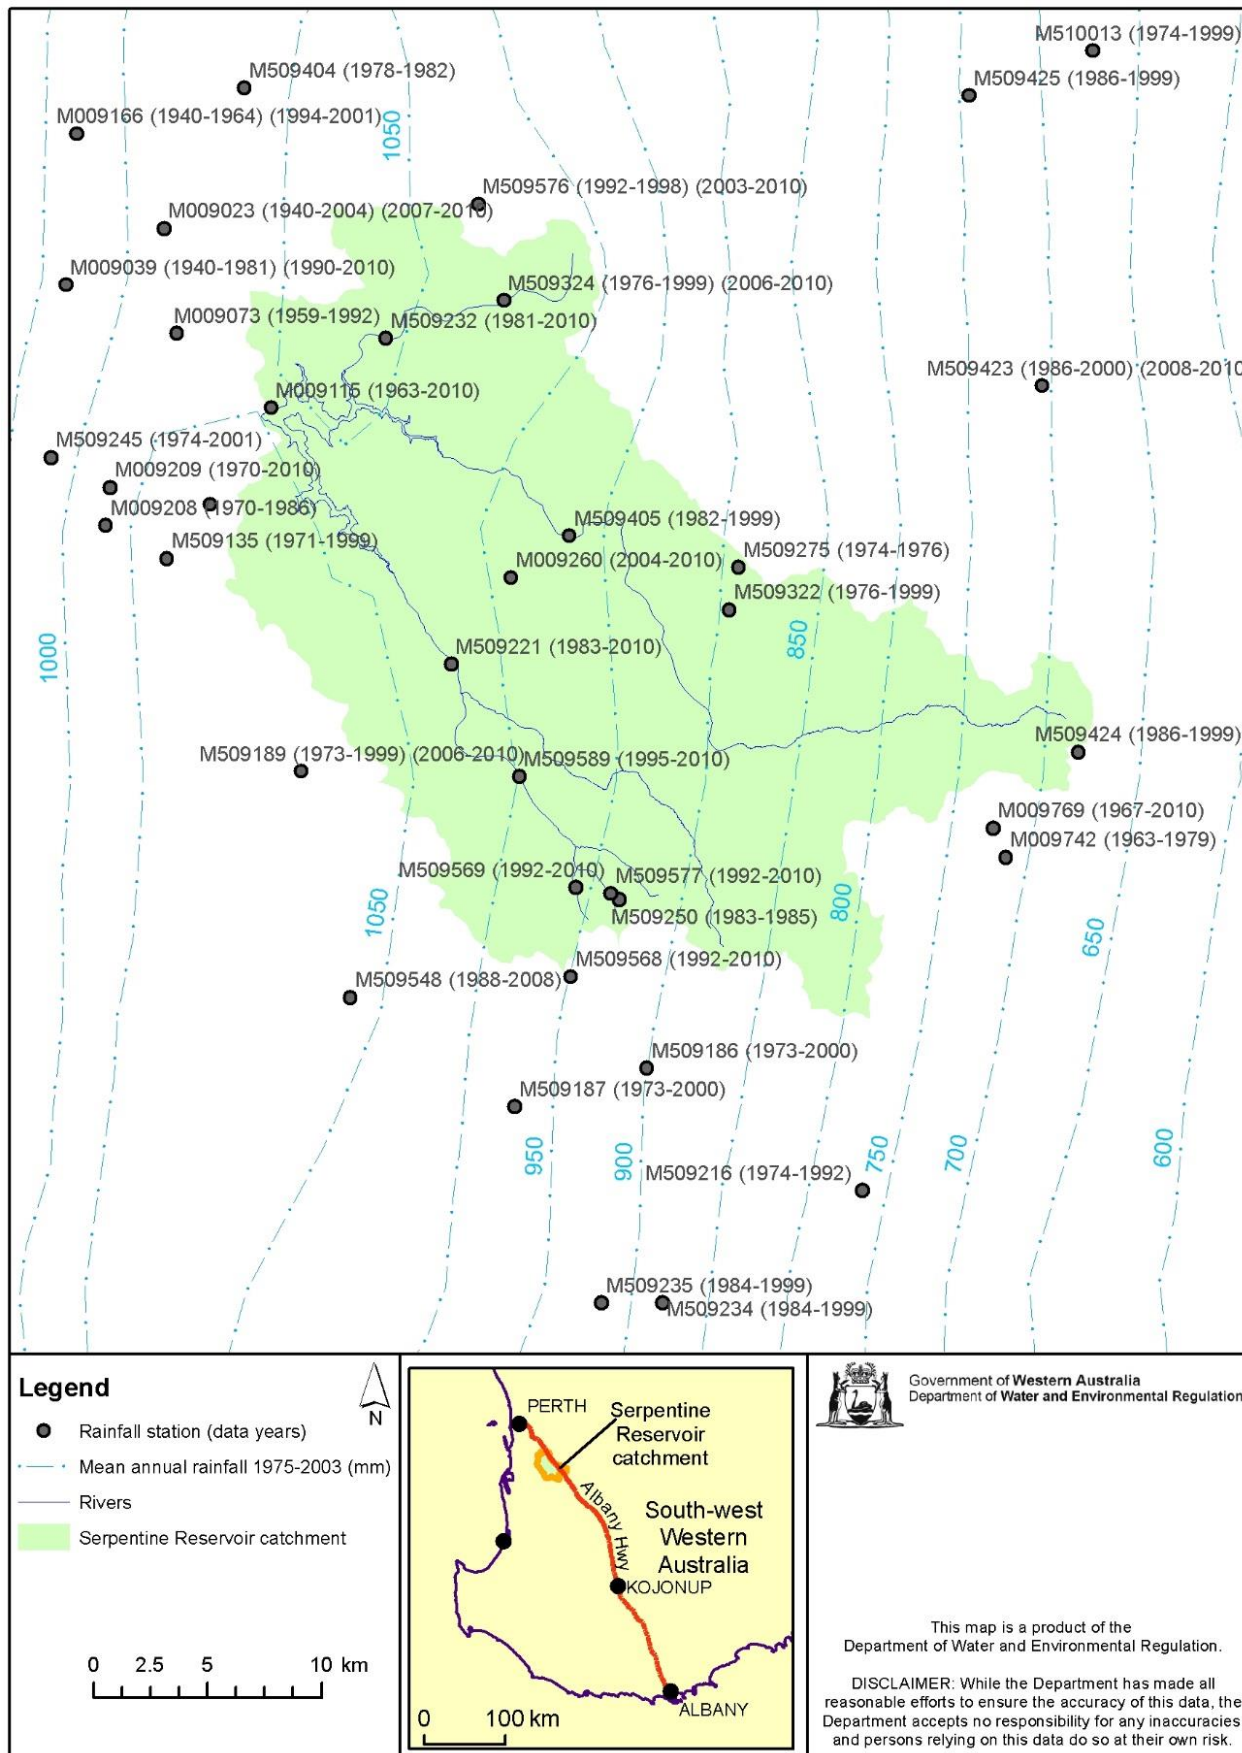 M510013 (1974-1999)
M509404 (1978-1982)
M509425 (1986-1999)
M009166 (1940-1964) (1994-2001)
1050
M509576 (1992-1998) (2003-2010)
M009023 (1940-2004) (2007-2010)
M009039 (1940-1981) (1990-2010)
M509324 (1976-1999) (2006-2010)
M009073 (1959-1992)
M509232 (1981-2010)
M509423 (1986-2000) (2008-2010
M009115 (1963-2010)
M509245 (1974-2001)
M009209 (1970-2010)
M009208 (1970-1986)
M509405 (1982-1999)
M509135 (1971-1999)
M509275 (1974-1976)
M009260 (2004-2010)
M509322 (1976-1999)
850
1000
M509221 (1983-2010)
M509424 (1986-1999)
M509189 (1973-1999) (2006-2010)
M509589 (1995-2010)
M009769 (1967-2010)
M009742 (1963-1979)
M509569 (1992-2010)
M509577 (1992-2010)
800
1050
M509250 (1983-1985)
650
M509568 (1992-2010)
M509548 (1988-2008)
M509186 (1973-2000)
M509187 (1973-2000)
950
900
750
700
600
M509216 (1974-1992)
M509235 (1984-1999)
M509234 (1984-1999)
Legend
N
Rainfall station (data years)
Mean annual rainfall 1975-2003 (mm)
Rivers
Serpentine Reservoir catchment
0 2.5 5 10 km
PERTH
Serpentine
Reservoir
catchment
Albany Hwy
South-west
Western
Australia
KOJONUP
ALBANY
0 100 km
Government of Western Australia
Department of Water and Environmental Regulation
This map is a product of the
Department of Water and Environmental Regulation.
DISCLAIMER: While the Department has made all
reasonable efforts to ensure the accuracy of this data, the
Department accepts no responsibility for any inaccuracies
and persons relying on this data do so at their own risk.